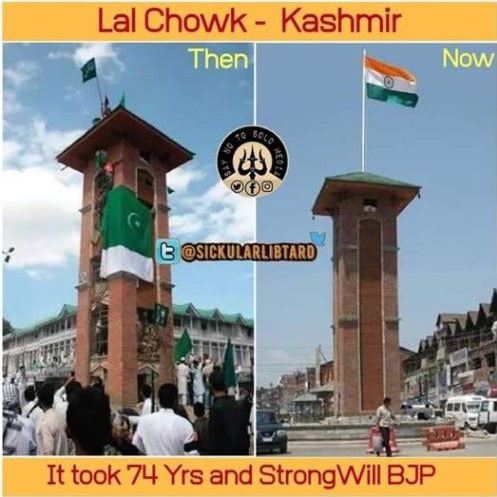 Lal Chowk - Kashmir
Then
Now
SAY NO TO SOLD MEDIA
@SICKULARLIBTARD
It took 74 Yrs and StrongWill BJP